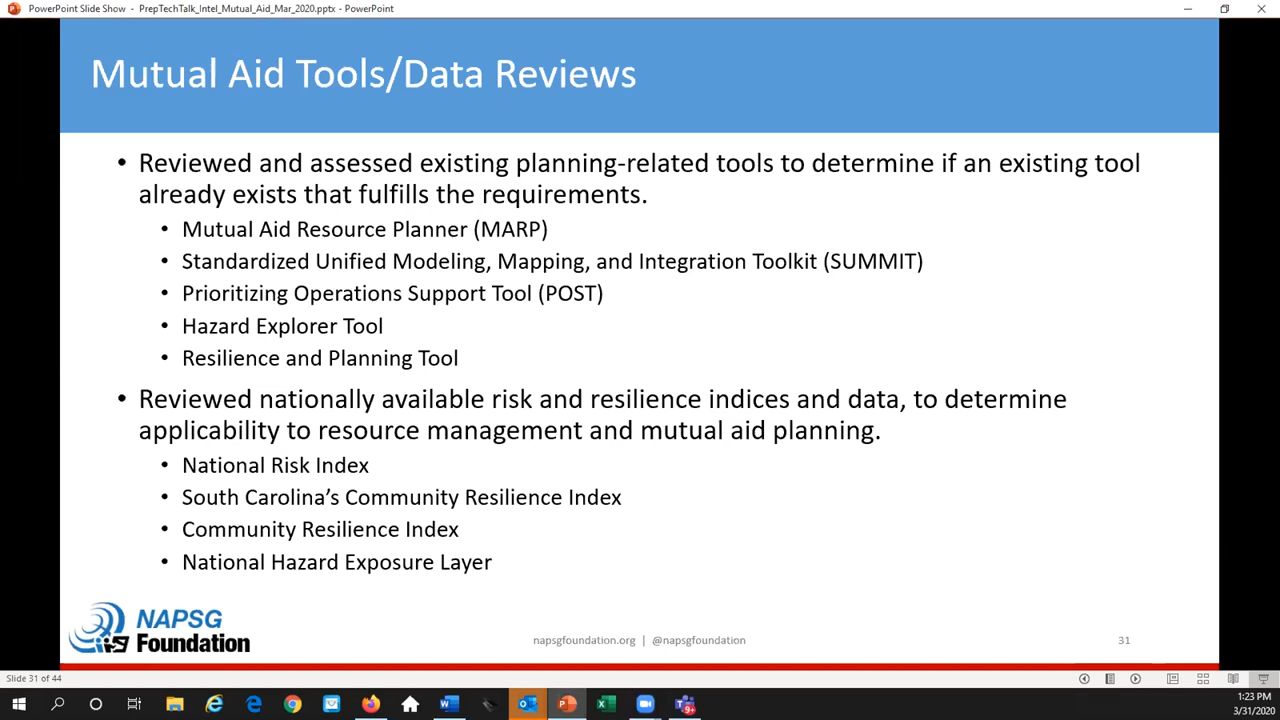 PowerPoint Slide Show - PrepTechTalk_Intel_Mutual_Aid_Mar_2020.pptx - PowerPoint
Mutual Aid Tools/Data Reviews
• Reviewed and assessed existing planning-related tools to determine if an existing tool
already exists that fulfills the requirements.
• Mutual Aid Resource Planner (MARP)
• Standardized Unified Modeling, Mapping, and Integration Toolkit (SUMMIT)
• Prioritizing Operations Support Tool (POST)
• Hazard Explorer Tool
• Resilience and Planning Tool
• Reviewed nationally available risk and resilience indices and data, to determine
applicability to resource management and mutual aid planning.
• National Risk Index
• South Carolina’s Community Resilience Index
• Community Resilience Index
• National Hazard Exposure Layer
NAPSG
Foundation
napsgfoundation.org | @napsgfoundation
31
Slide 31 of 44
1:23 PM
3/31/2020